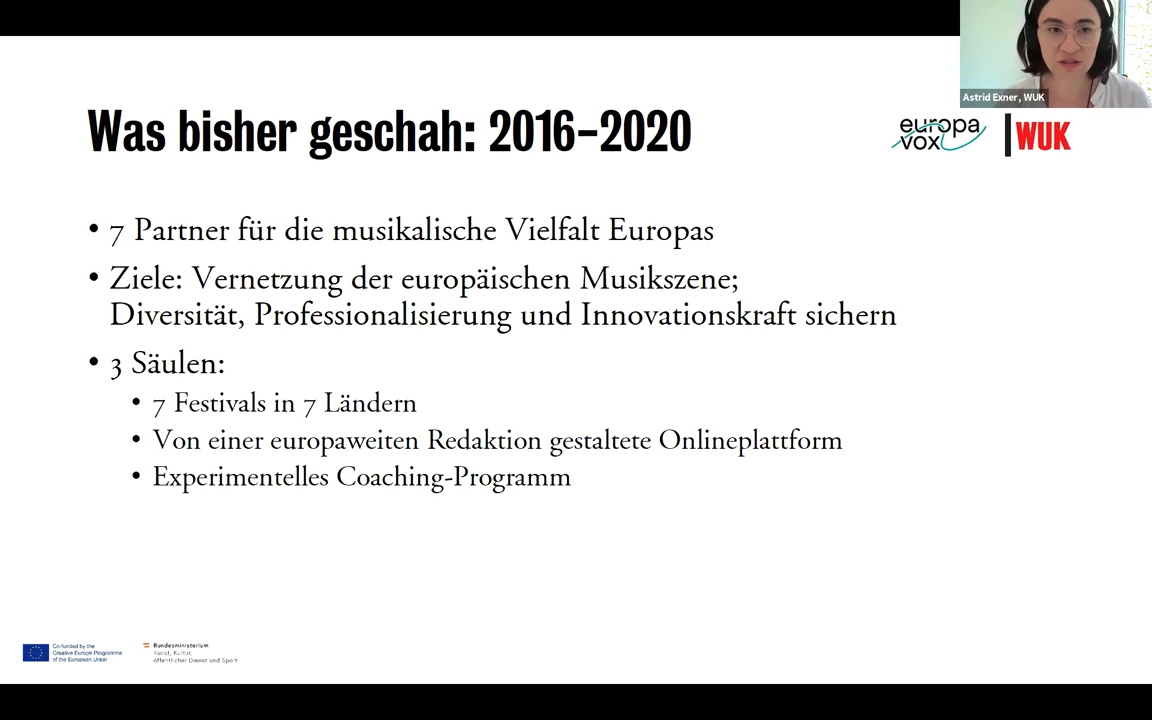 Astrid Exner, WUK
Was bisher geschah: 2016–2020
europa
vox
WUK
• 7 Partner für die musikalische Vielfalt Europas
• Ziele: Vernetzung der europäischen Musikszene;
Diversität, Professionalisierung und Innovationskraft sichern
• 3 Säulen:
• 7 Festivals in 7 Ländern
• Von einer europaweiten Redaktion gestaltete Onlineplattform
• Experimentelles Coaching-Programm
Co-funded by the
Creative Europe Programme
of the European Union
Bundesministerium
Kunst, Kultur,
öffentlicher Dienst und Sport